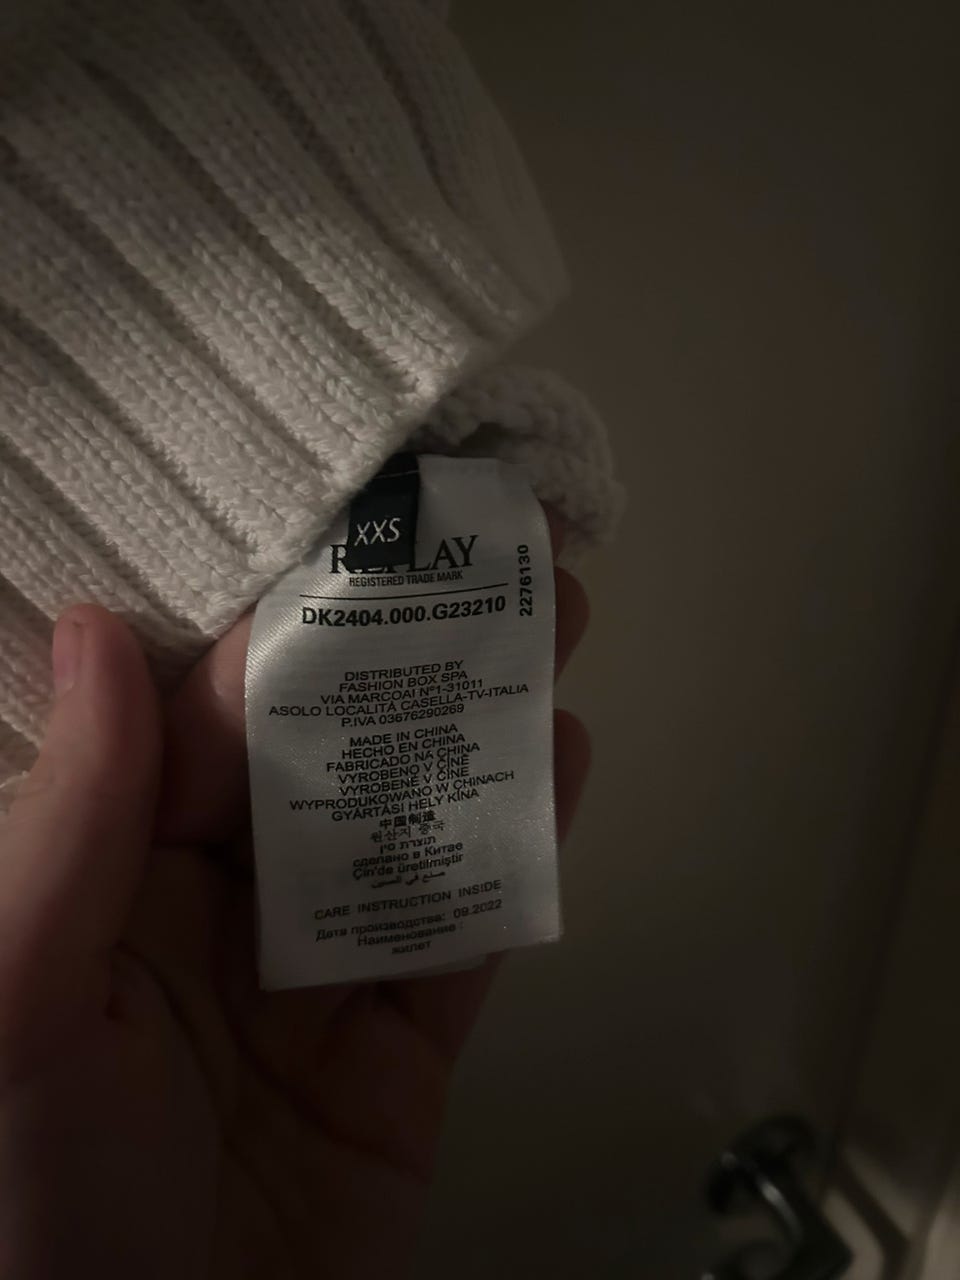 XXS
REPLAY
REGISTERED TRADE MARK
DK2404.000.G23210
2276130
DISTRIBUTED BY
FASHION BOX SPA
VIA MARCOAI Nº1-31011
ASOLO LOCALITÀ CASELLA-TV-ITALIA
P.IVA 03676290269
MADE IN CHINA
HECHO EN CHINA
FABRICADO NA CHINA
VYROBENO V ČÍNĚ
VYROBENÉ V ČÍNE
WYPRODUKOWANO W CHINACH
GYÁRTÁSI HELY KÍNA
中国制造
원산지 중국
תוצרת סין
сделано в Китае
Çin'de üretilmiştir
صنع في الصين
CARE INSTRUCTION INSIDE
Дата производства: 09.2022
Наименование :
жилет